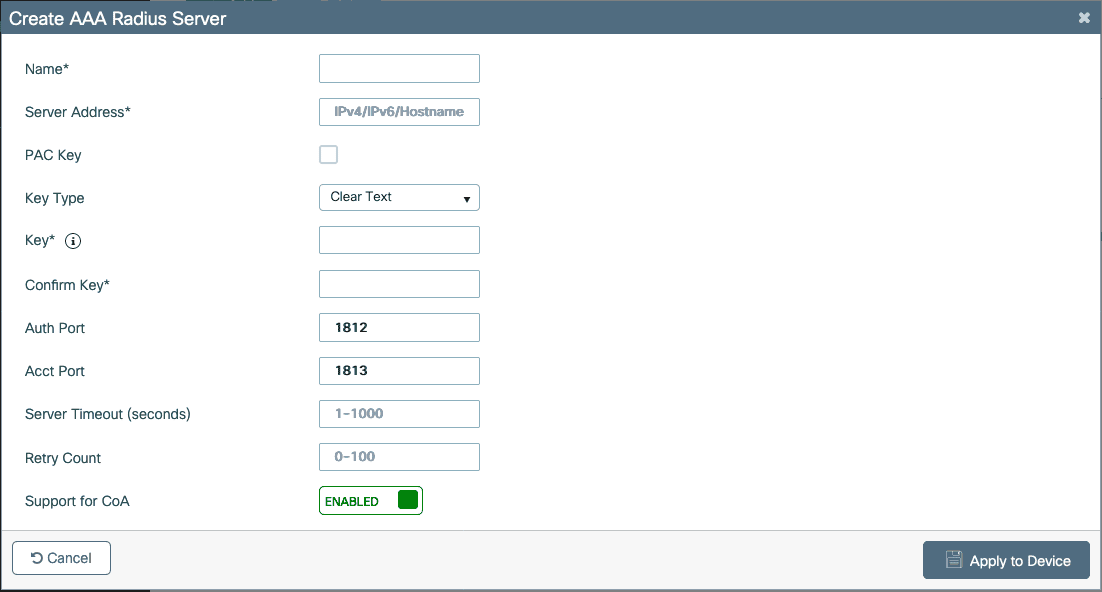 Create AAA Radius Server
Name*
Server Address*
IPv4/IPv6/Hostname
PAC Key
Key Type
Clear Text
Key*
Confirm Key*
Auth Port
1812
Acct Port
1813
Server Timeout (seconds)
1-1000
Retry Count
0-100
Support for CoA
ENABLED
Cancel
Apply to Device